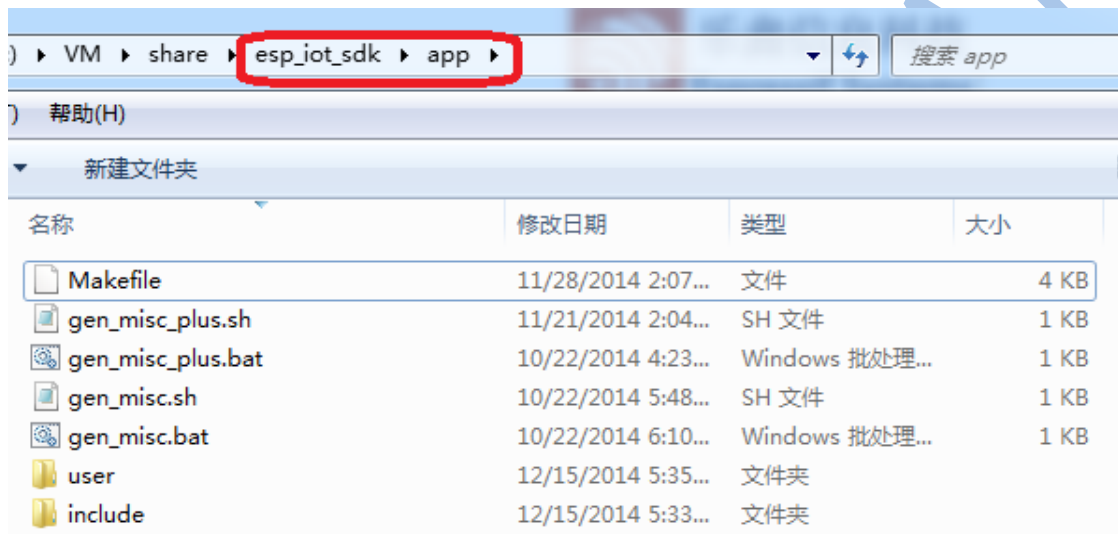 ) ▸ VM ▸ share ▸ esp_iot_sdk ▸ app ▸ 搜索 app
) 帮助(H)
新建文件夹
名称 修改日期 类型 大小
Makefile 11/28/2014 2:07... 文件 4 KB
gen_misc_plus.sh 11/21/2014 2:04... SH 文件 1 KB
gen_misc_plus.bat 10/22/2014 4:23... Windows 批处理... 1 KB
gen_misc.sh 10/22/2014 5:48... SH 文件 1 KB
gen_misc.bat 10/22/2014 6:10... Windows 批处理... 1 KB
user 12/15/2014 5:35... 文件夹
include 12/15/2014 5:33... 文件夹